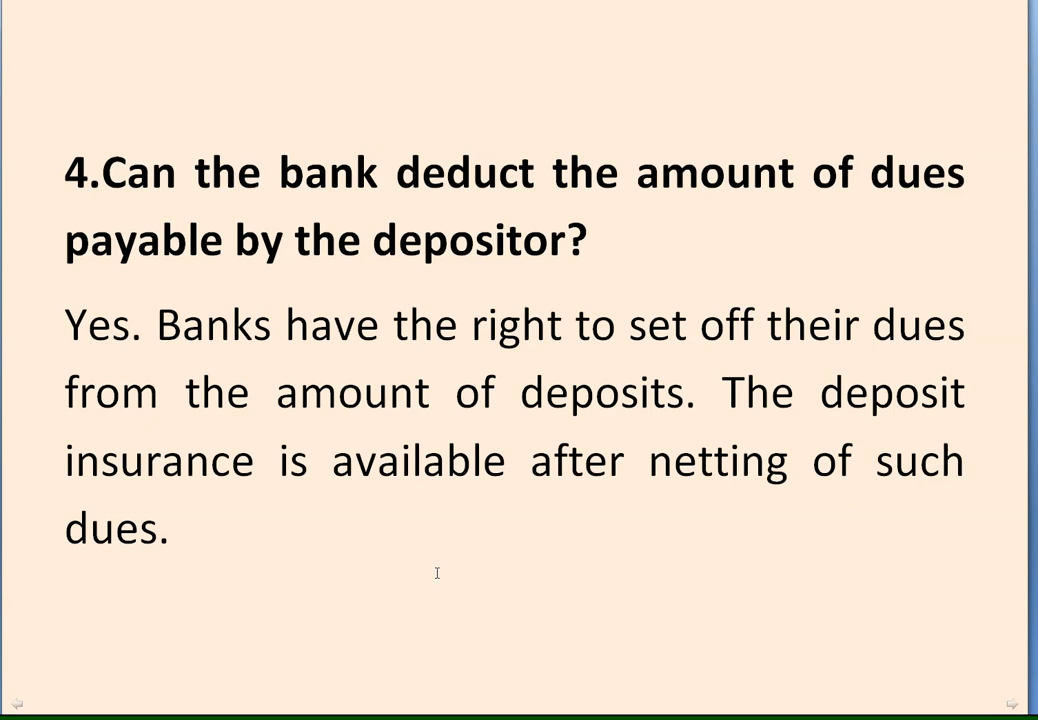 4.Can the bank deduct the amount of dues
payable by the depositor?
Yes. Banks have the right to set off their dues
from the amount of deposits. The deposit
insurance is available after netting of such
dues.